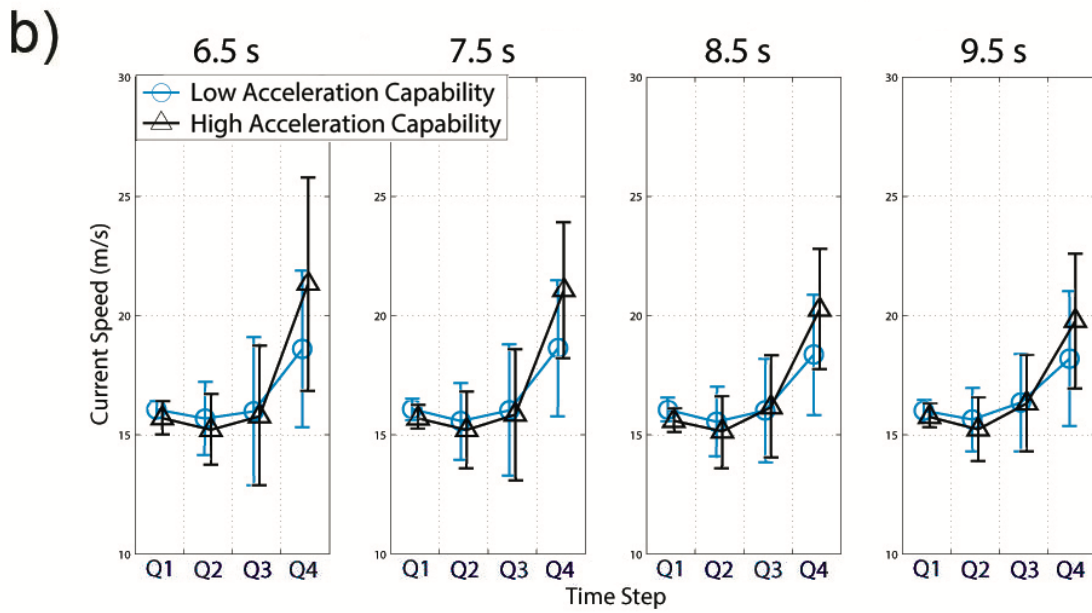 b)
6.5 s 7.5 s 8.5 s 9.5 s
Low Acceleration Capability
High Acceleration Capability
Current Speed (m/s)
30 30 30 30
25 25 25 25
20 20 20 20
15 15 15 15
10 10 10 10
Q1 Q2 Q3 Q4 Q1 Q2 Q3 Q4 Q1 Q2 Q3 Q4 Q1 Q2 Q3 Q4
Time Step